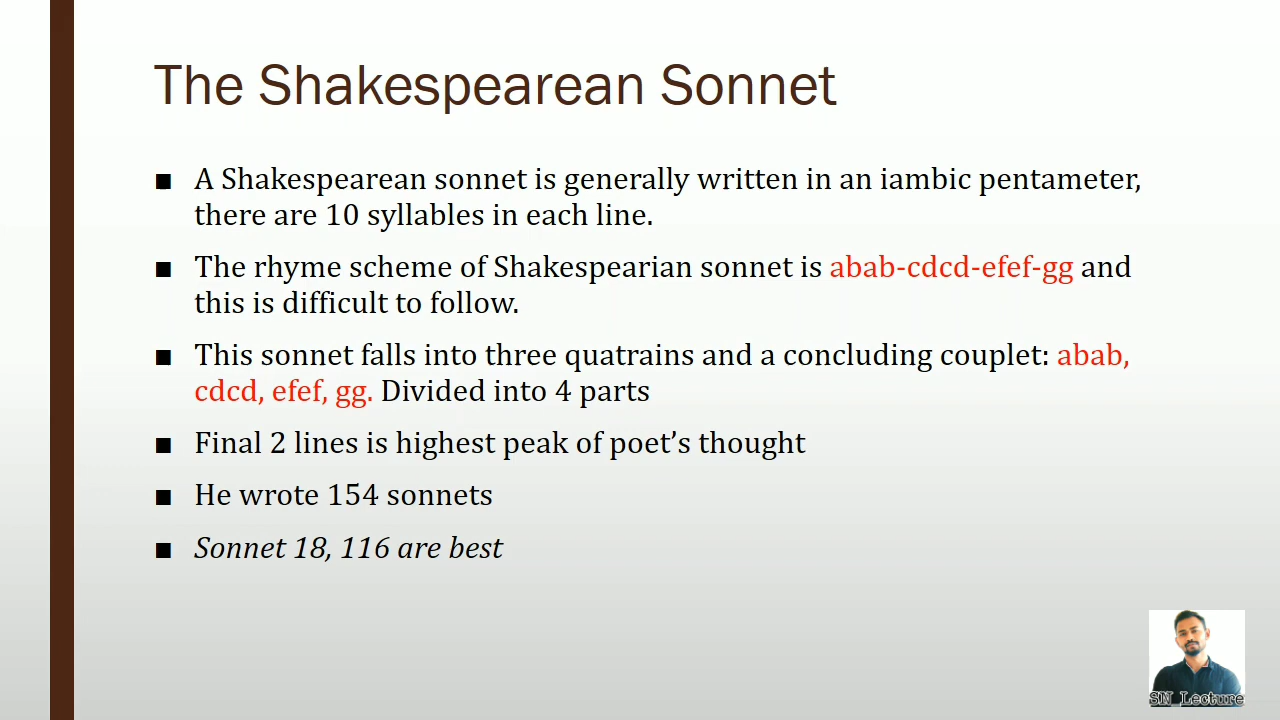 The Shakespearean Sonnet
▪ A Shakespearean sonnet is generally written in an iambic pentameter,
there are 10 syllables in each line.
▪ The rhyme scheme of Shakespearian sonnet is abab-cdcd-efef-gg and
this is difficult to follow.
▪ This sonnet falls into three quatrains and a concluding couplet: abab,
cdcd, efef, gg. Divided into 4 parts
▪ Final 2 lines is highest peak of poet’s thought
▪ He wrote 154 sonnets
▪ Sonnet 18, 116 are best
SN Lecture